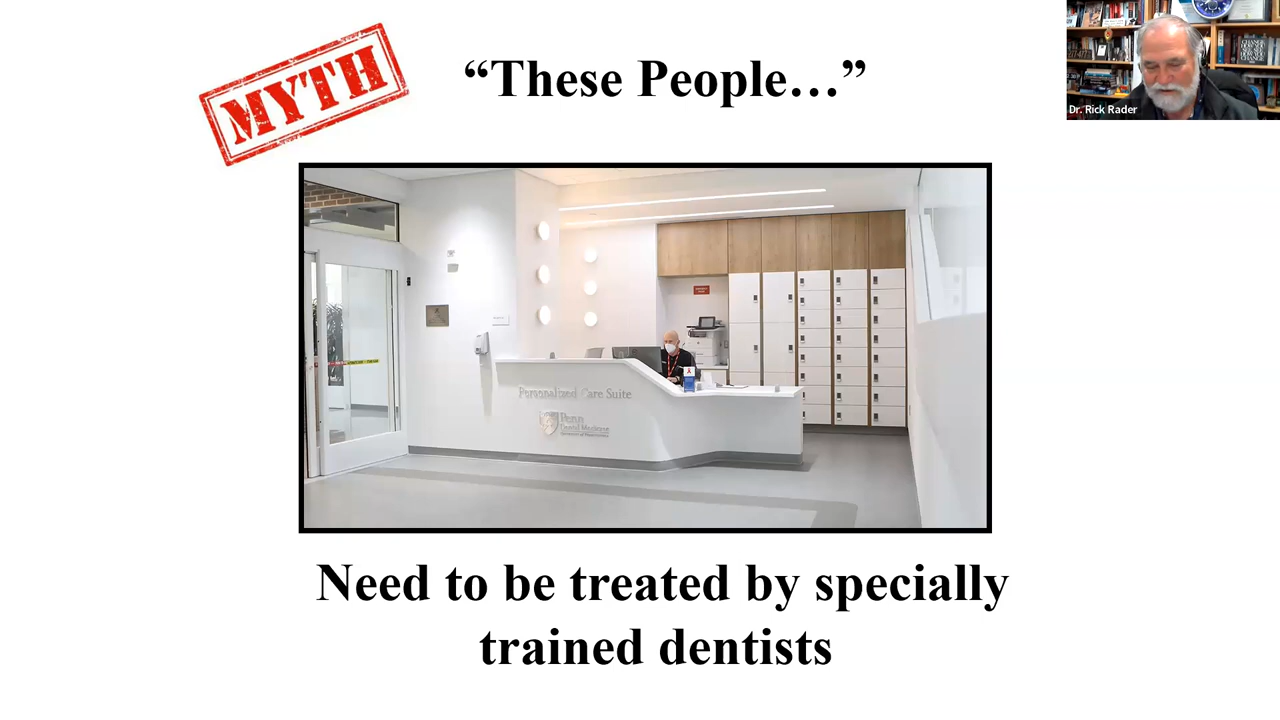 MYTH
“These People…”
Dr. Rick Rader
Personalized Care Suite
Penn
Dental Medicine
Need to be treated by specially
trained dentists